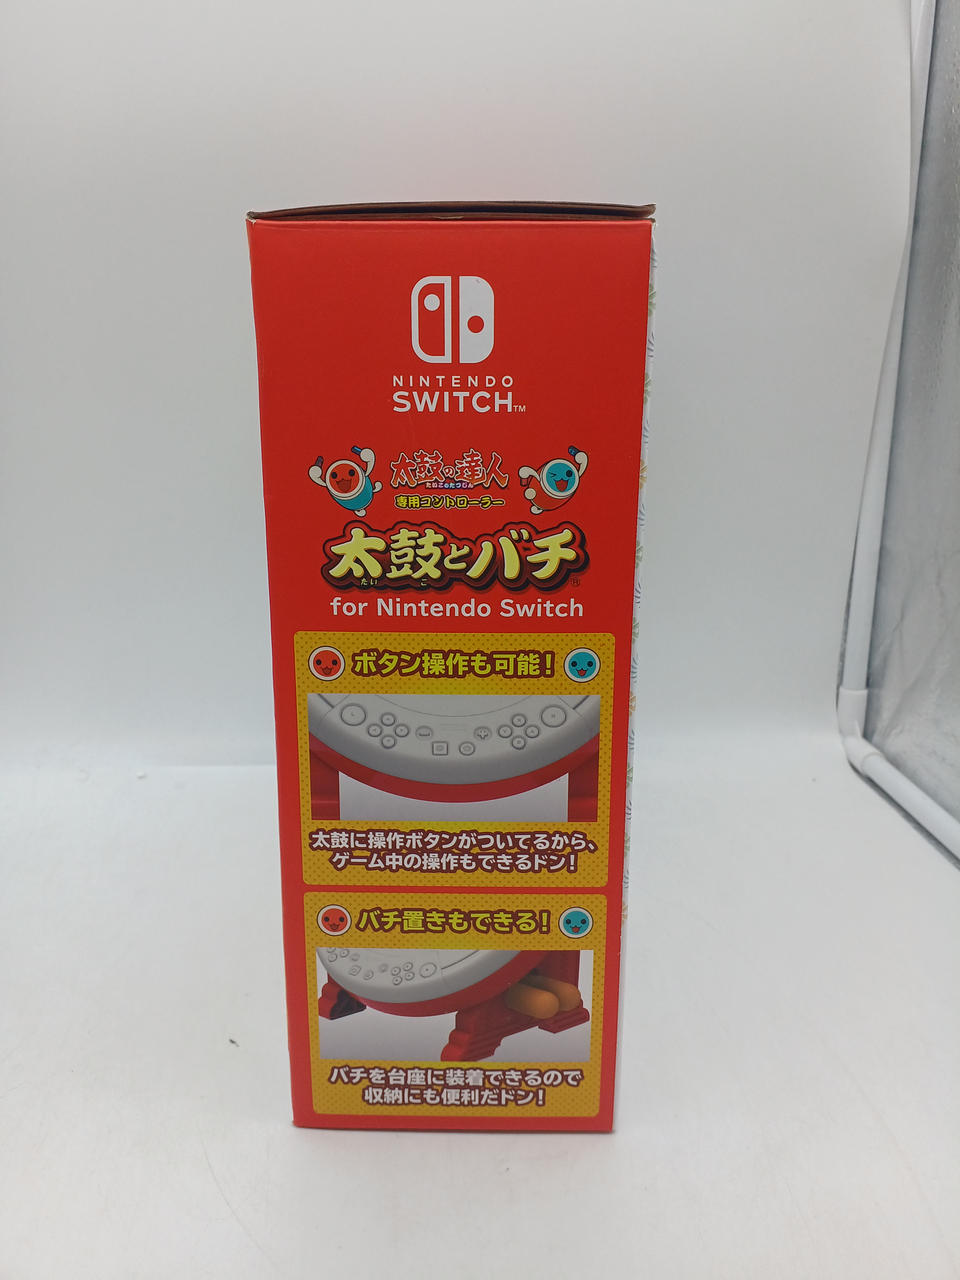 NINTENDO
SWITCH™
太鼓の達人
たいこのたつじん
専用コントローラー
太鼓とバチ®
たいこ
for Nintendo Switch
ボタン操作も可能!
太鼓に操作ボタンがついてるから、
ゲーム中の操作もできるドン!
バチ置きもできる!
バチを台座に装着できるので
収納にも便利だドン!